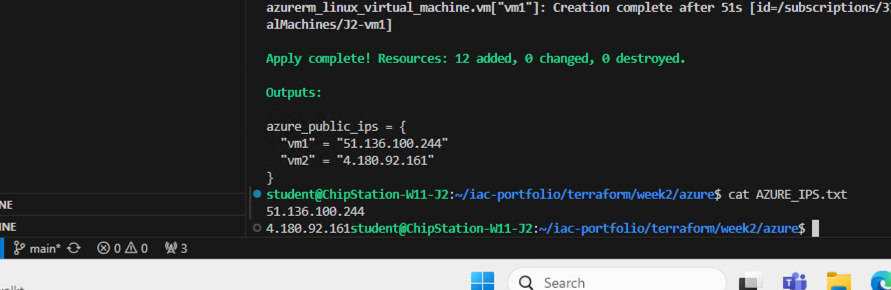 azurerm_linux_virtual_machine.vm["vm1"]: Creation complete after 51s [id=/subscriptions/3
alMachines/J2-vm1]
Apply complete! Resources: 12 added, 0 changed, 0 destroyed.
Outputs:
azure_public_ips = {
  "vm1" = "51.136.100.244"
  "vm2" = "4.180.92.161"
}
student@ChipStation-W11-J2:~/iac-portfolio/terraform/week2/azure$ cat AZURE_IPS.txt
51.136.100.244
4.180.92.161student@ChipStation-W11-J2:~/iac-portfolio/terraform/week2/azure$
NE
INE
main* 0 0 3
Search